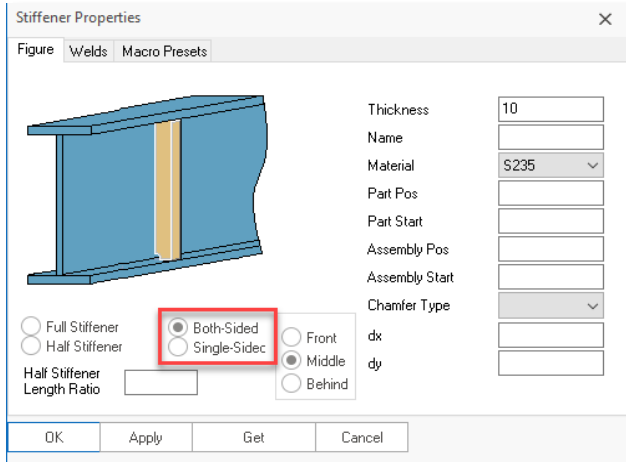 Stiffener Properties
Figure Welds Macro Presets
Thickness 10
Name
Material S235
Part Pos
Part Start
Assembly Pos
Assembly Start
Chamfer Type
dx
dy
Full Stiffener
Half Stiffener
Both-Sided
Single-Sided
Front
Middle
Behind
Half Stiffener
Length Ratio
OK Apply Get Cancel